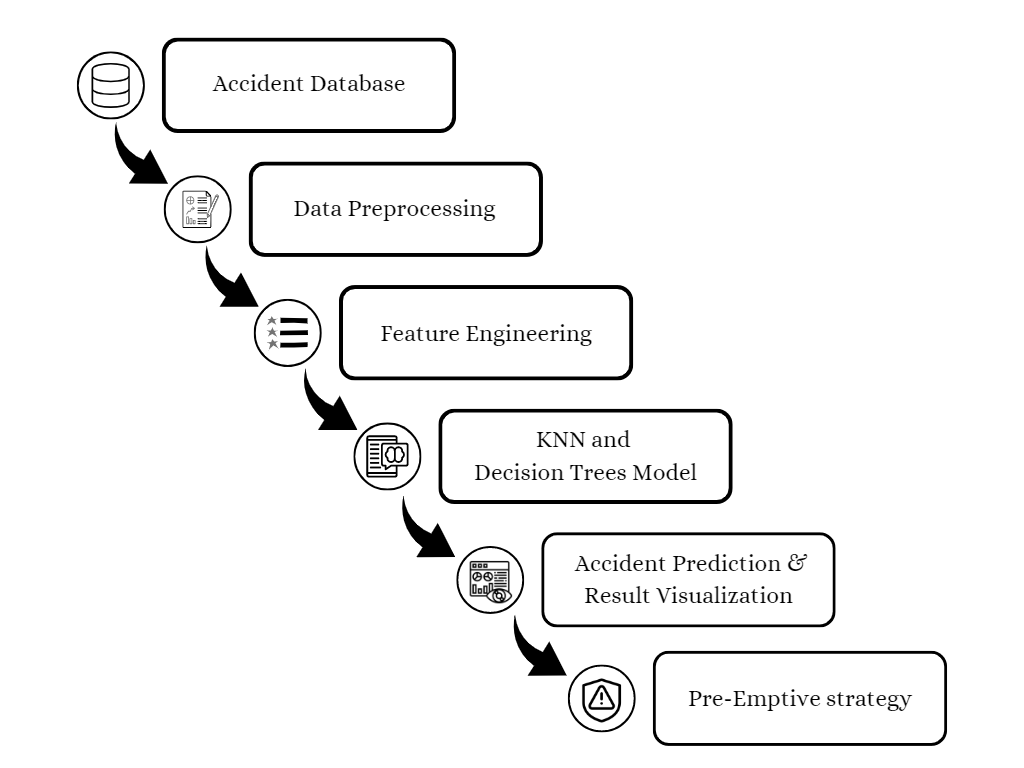 Accident Database
Data Preprocessing
Feature Engineering
KNN and
Decision Trees Model
Accident Prediction &
Result Visualization
Pre-Emptive strategy